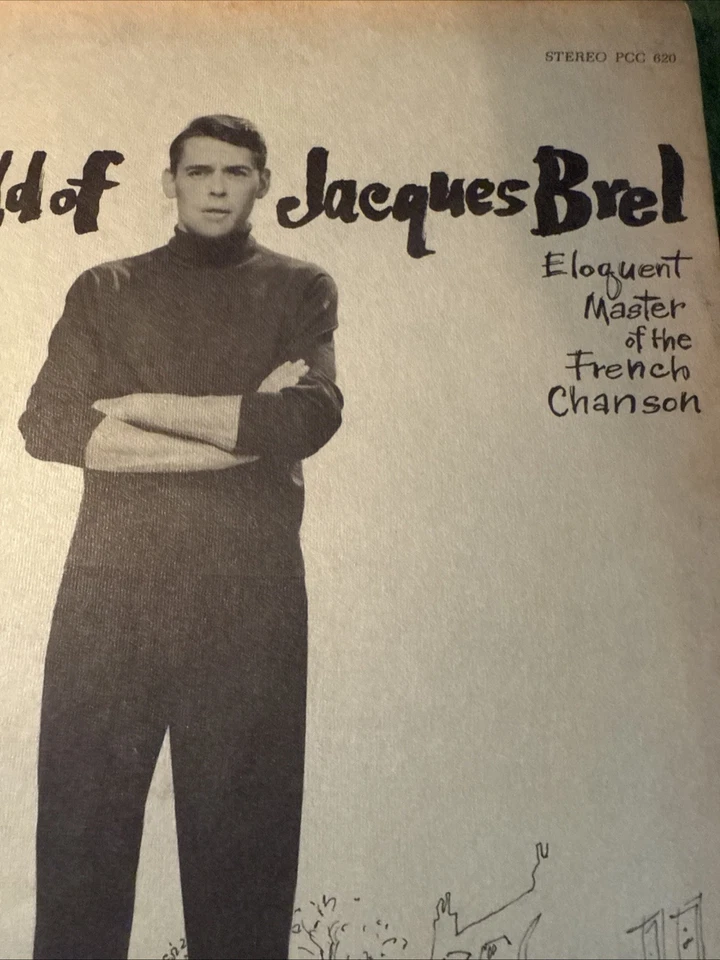 STEREO PCC 620
ld of Jacques Brel
Eloquent
Master
of the
French
Chanson